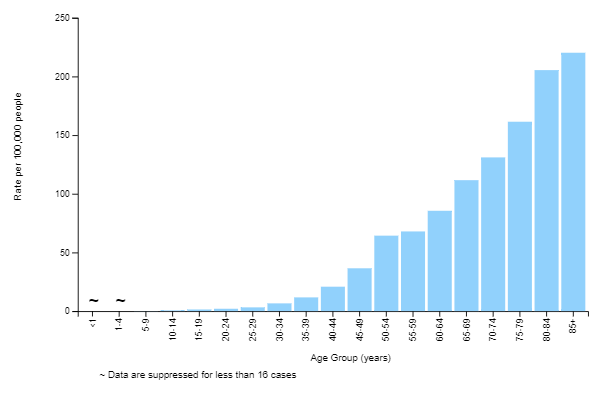 250
200
150
100
50
0
Rate per 100,000 people
~ ~
<1 1-4 5-9 10-14 15-19 20-24 25-29 30-34 35-39 40-44 45-49 50-54 55-59 60-64 65-69 70-74 75-79 80-84 85+
Age Group (years)
~ Data are suppressed for less than 16 cases